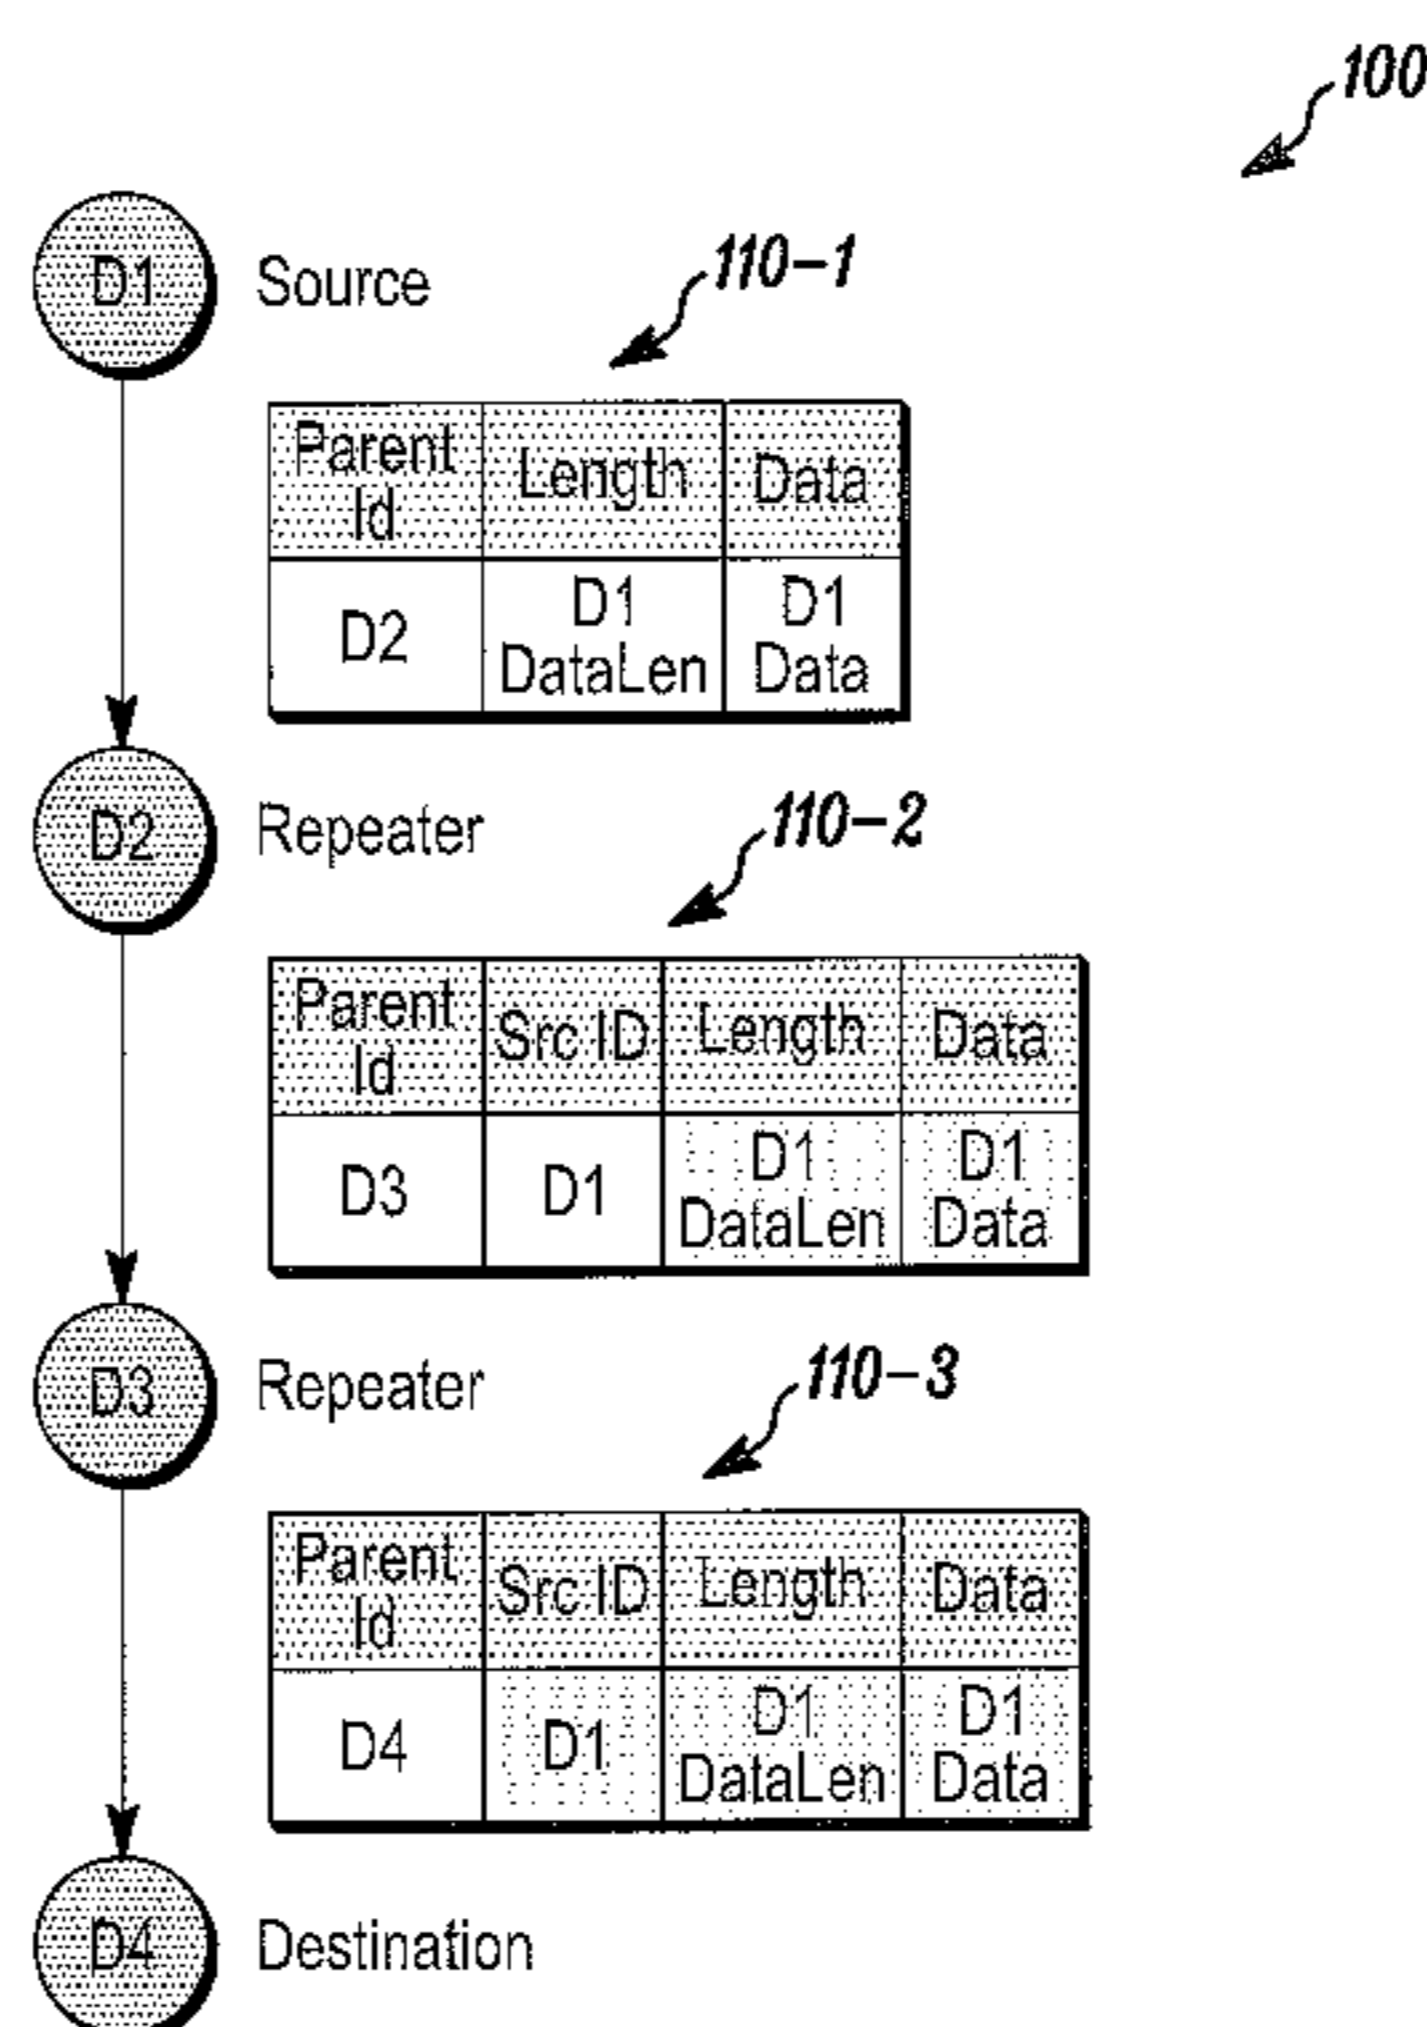 100
D1 Source
110-1
Parent Id Length Data
D2 D1 DataLen D1 Data
D2 Repeater
110-2
Parent Id Src ID Length Data
D3 D1 D1 DataLen D1 Data
D3 Repeater
110-3
Parent Id Src ID Length Data
D4 D1 D1 DataLen D1 Data
D4 Destination